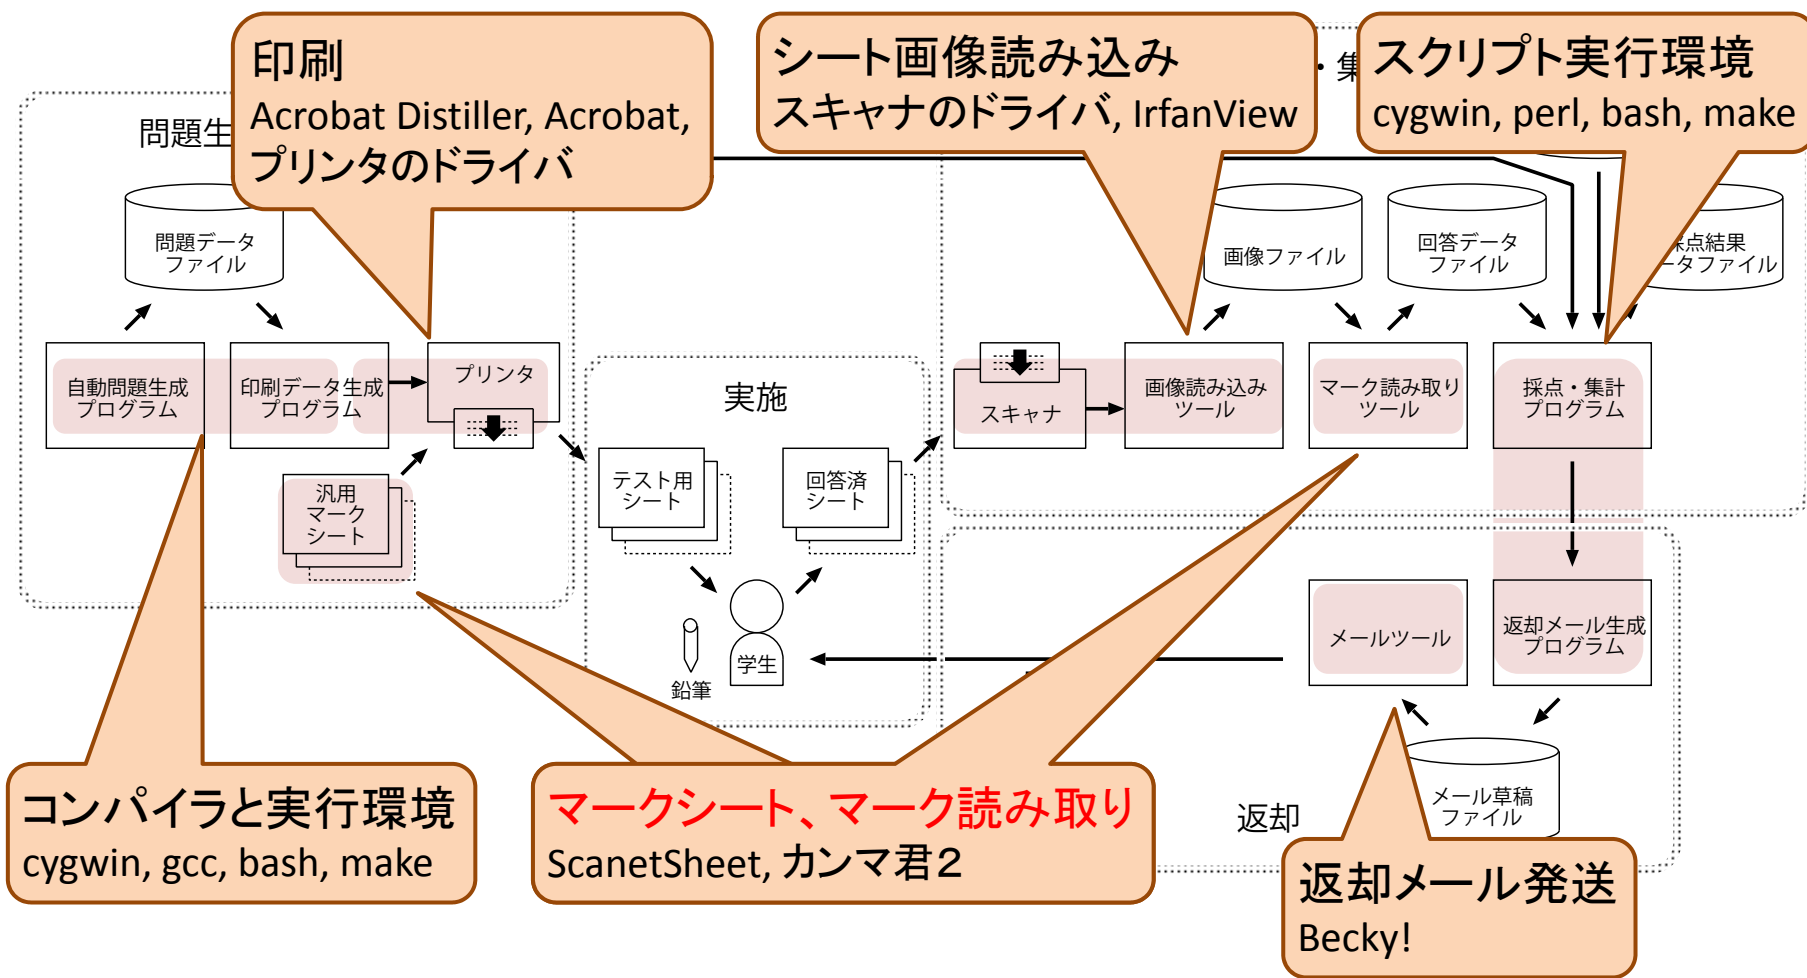 印刷
Acrobat Distiller, Acrobat,
プリンタのドライバ
シート画像読み込み
スキャナのドライバ, IrfanView
・集
スクリプト実行環境
cygwin, perl, bash, make
問題生
問題データ
ファイル
画像ファイル
回答データ
ファイル
点結果
ータファイル
自動問題生成
プログラム
印刷データ生成
プログラム
プリンタ
汎用
マーク
シート
実施
テスト用
シート
回答済
シート
鉛筆
学生
スキャナ
画像読み込み
ツール
マーク読み取り
ツール
採点・集計
プログラム
メールツール
返却メール生成
プログラム
メール草稿
ファイル
返却
コンパイラと実行環境
cygwin, gcc, bash, make
マークシート、マーク読み取り
ScanetSheet, カンマ君２
返却メール発送
Becky!